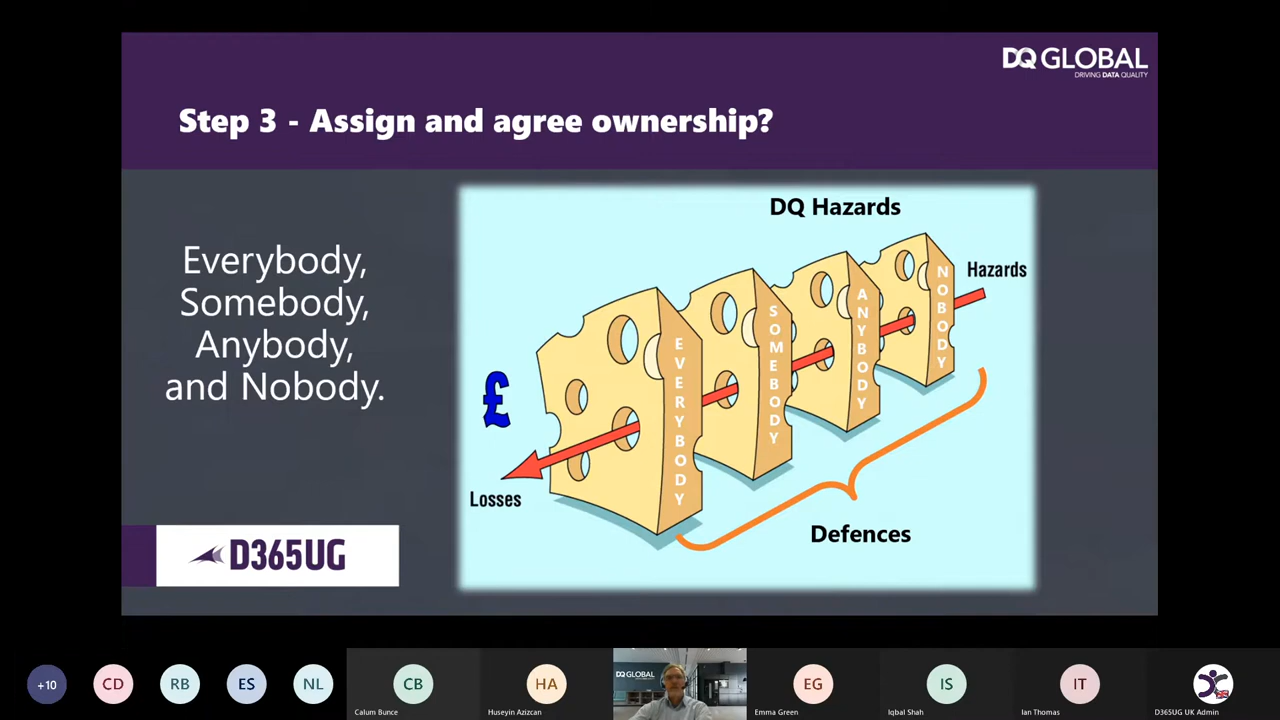 DQ GLOBAL
DRIVING DATA QUALITY
Step 3 - Assign and agree ownership?
Everybody,
Somebody,
Anybody,
and Nobody.
DQ Hazards
Hazards
NOBODY
ANYBODY
SOMEBODY
EVERYBODY
£
Losses
Defences
D365UG
+10
CD
RB
ES
NL
CB
Calum Bunce
HA
Huseyin Azizcan
DQ GLOBAL
EG
Emma Green
IS
Iqbal Shah
IT
Ian Thomas
D365UG UK Admin